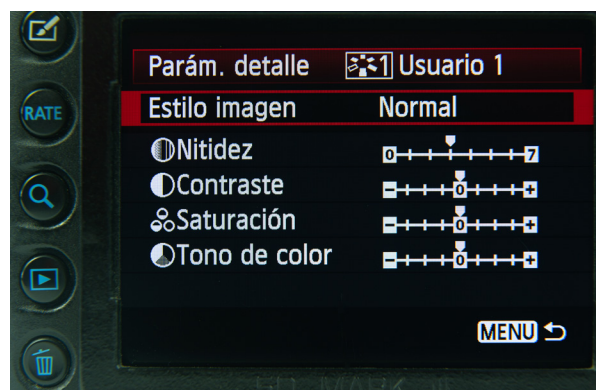 Parám. detalle 1 Usuario 1
RATE
Estilo imagen Normal
Nitidez 0 7
Contraste - 0 +
Saturación - 0 +
Tono de color - 0 +
MENU